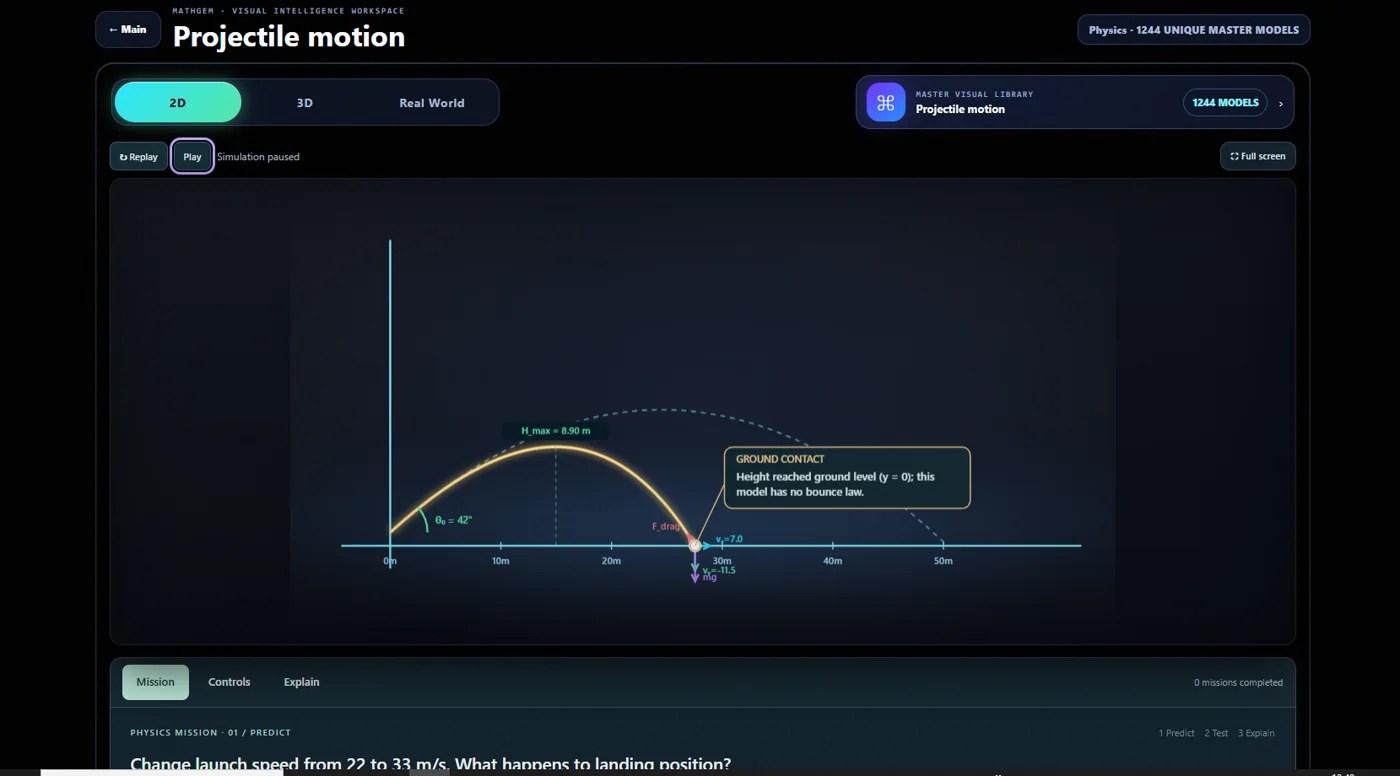 ← Main
MATHGEM · VISUAL INTELLIGENCE WORKSPACE
Projectile motion
Physics · 1244 UNIQUE MASTER MODELS
2D
3D
Real World
⌘
MASTER VISUAL LIBRARY
Projectile motion
1244 MODELS
›
↻ Replay
Play
Simulation paused
⛶ Full screen
H_max = 8.90 m
GROUND CONTACT
Height reached ground level (y = 0); this
model has no bounce law.
θ₀ = 42°
F_drag
vₓ=7.0
0m
10m
20m
30m
40m
50m
vᵧ=-11.5
mg
Mission
Controls
Explain
0 missions completed
PHYSICS MISSION · 01 / PREDICT
1 Predict
2 Test
3 Explain
Change launch speed from 22 to 33 m/s. What happens to landing position?